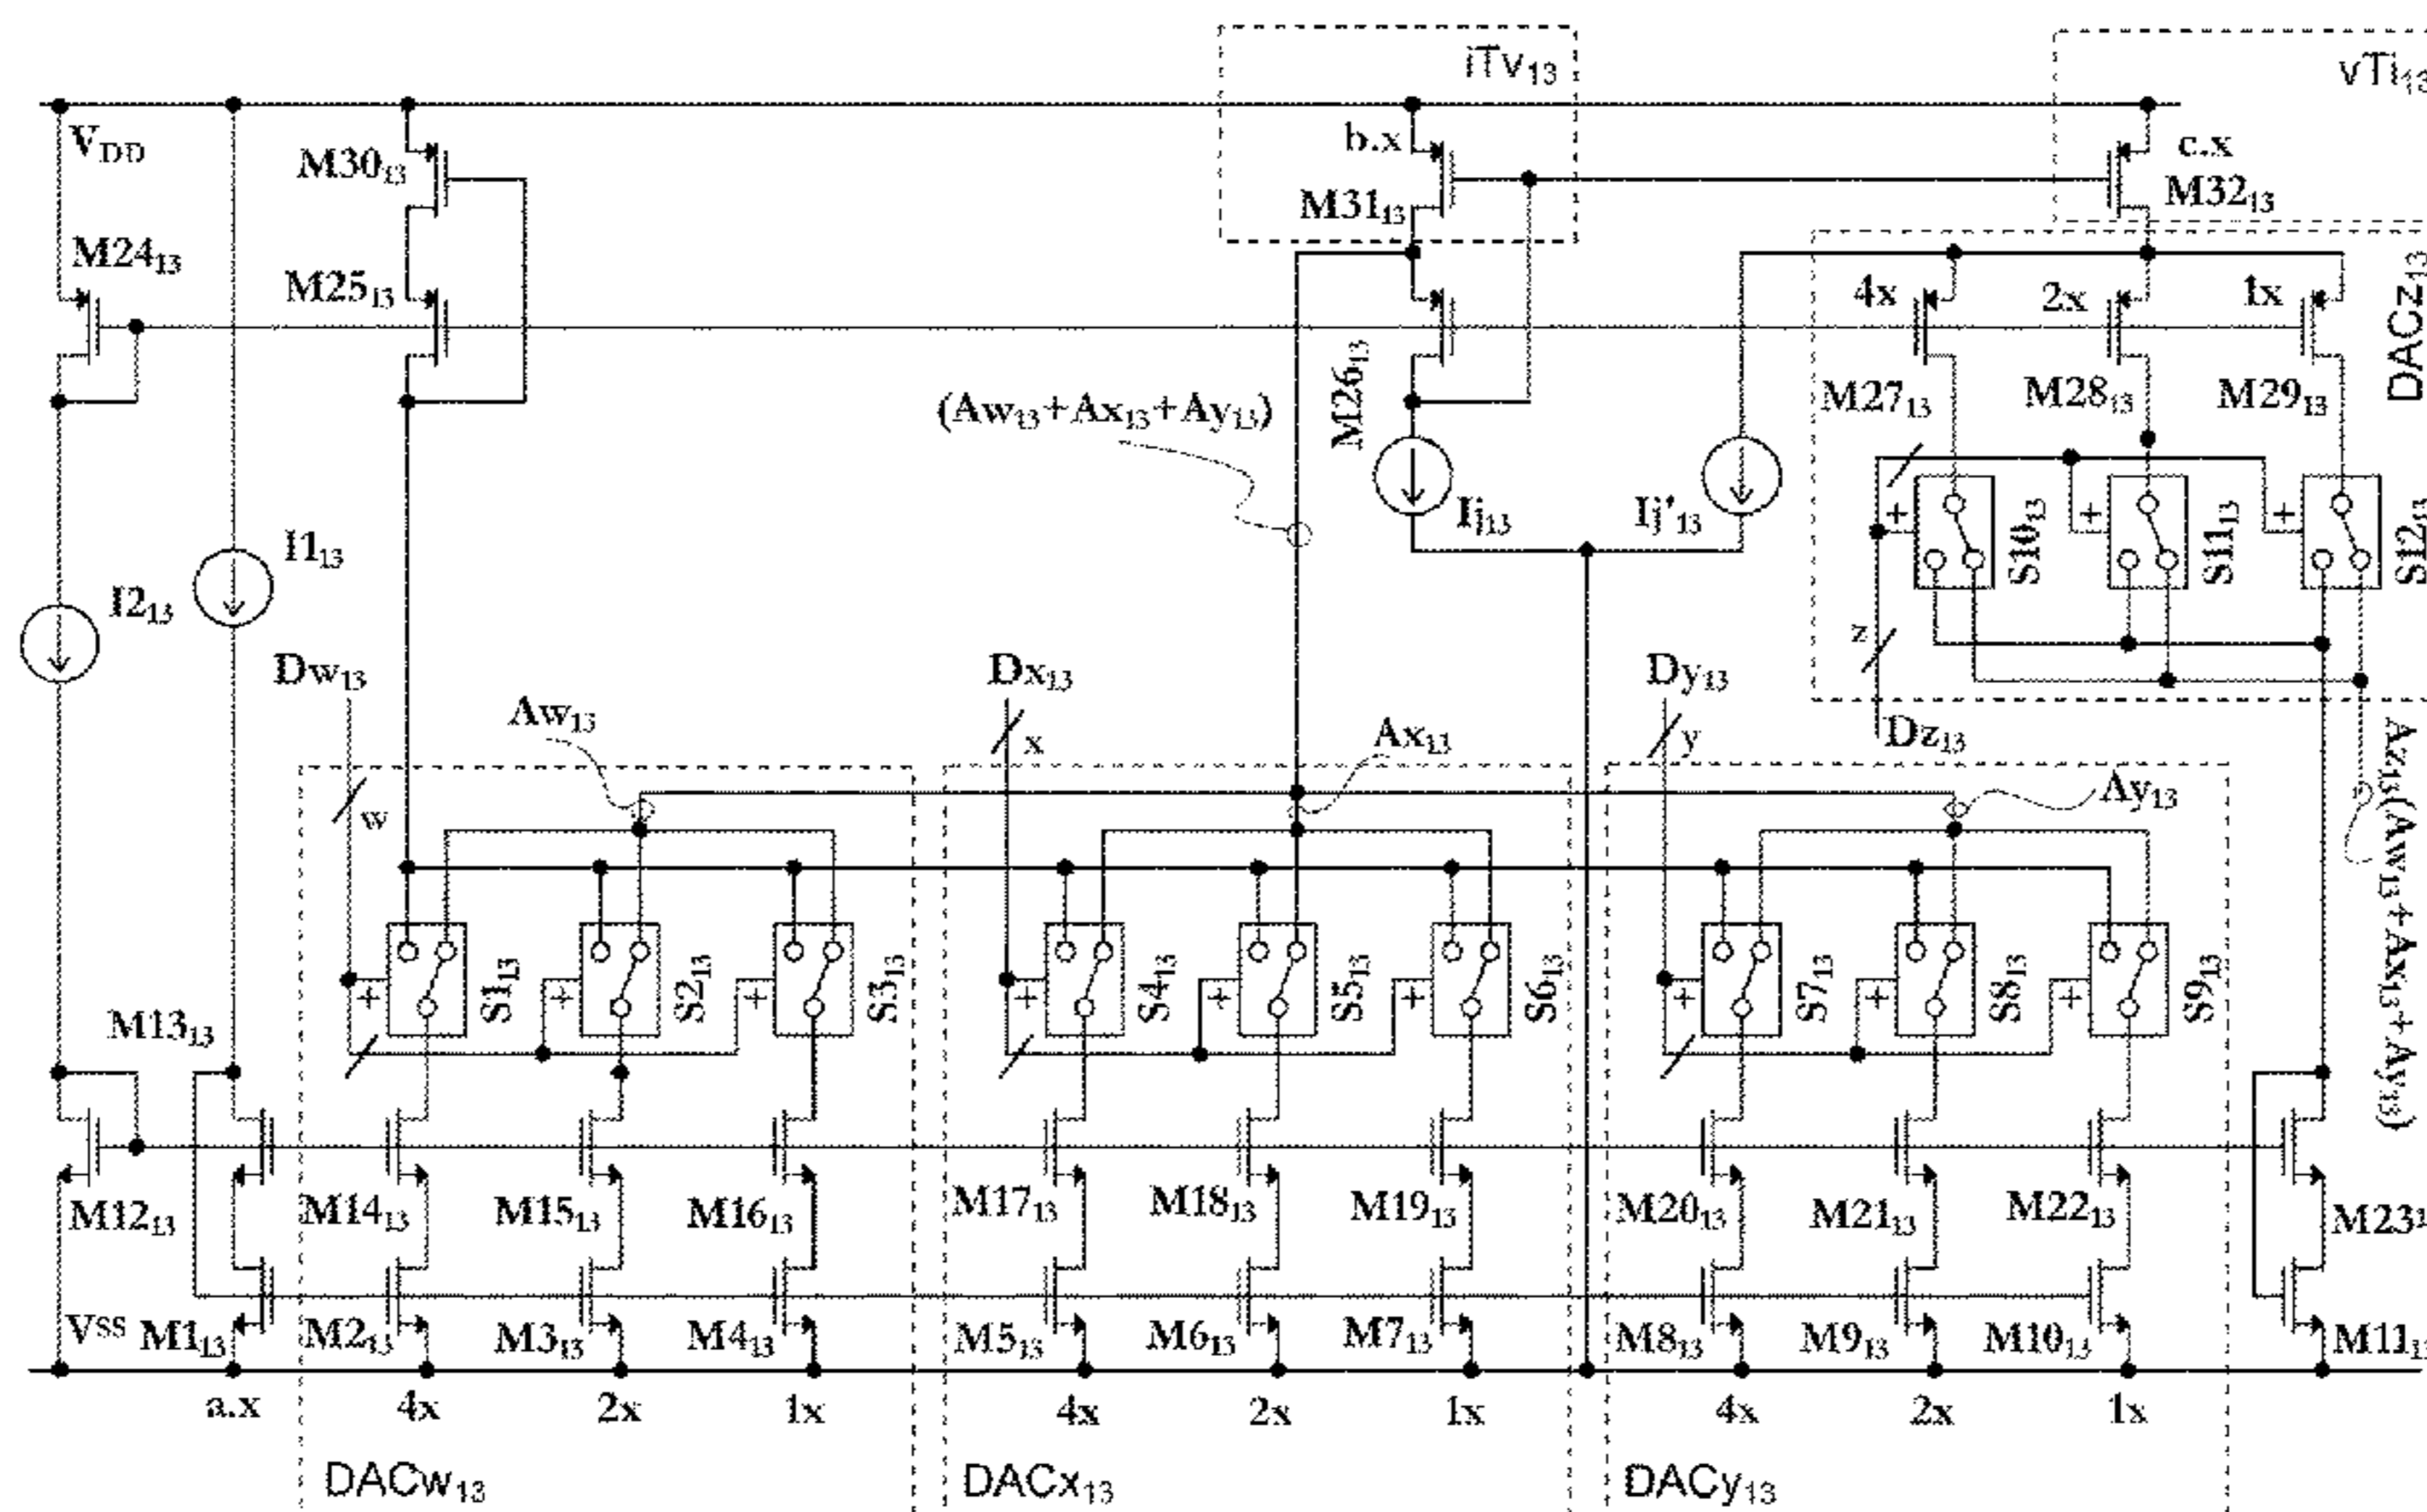 iTv13
vTi13
VDD
M3013
b.x
M3113
c.x
M3213
M2413
M2513
M2613
4x
2x
1x
DACz13
M2713
M2813
M2913
(Aw13+Ax13+Ay13)
Ij13
Ij'13
+
+
+
S1013
S1113
S1213
I113
I213
z
Dz13
Dw13
Aw13
Dx13
Ax13
Dy13
Ay13
w
x
y
Az13(Aw13+Ax13+Ay13)
+
S113
+
S213
+
S313
+
S413
+
S513
+
S613
+
S713
+
S813
+
S913
M1313
M1213
M1413
M1513
M1613
M1713
M1813
M1913
M2013
M2113
M2213
M231
VSS
M113
M213
M313
M413
M513
M613
M713
M813
M913
M1013
M1113
a.x
4x
2x
1x
4x
2x
1x
4x
2x
1x
DACw13
DACx13
DACy13